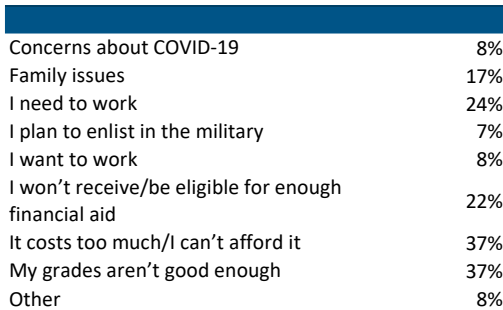 Concerns about COVID-19 8%
Family issues 17%
I need to work 24%
I plan to enlist in the military 7%
I want to work 8%
I won’t receive/be eligible for enough
financial aid 22%
It costs too much/I can’t afford it 37%
My grades aren’t good enough 37%
Other 8%